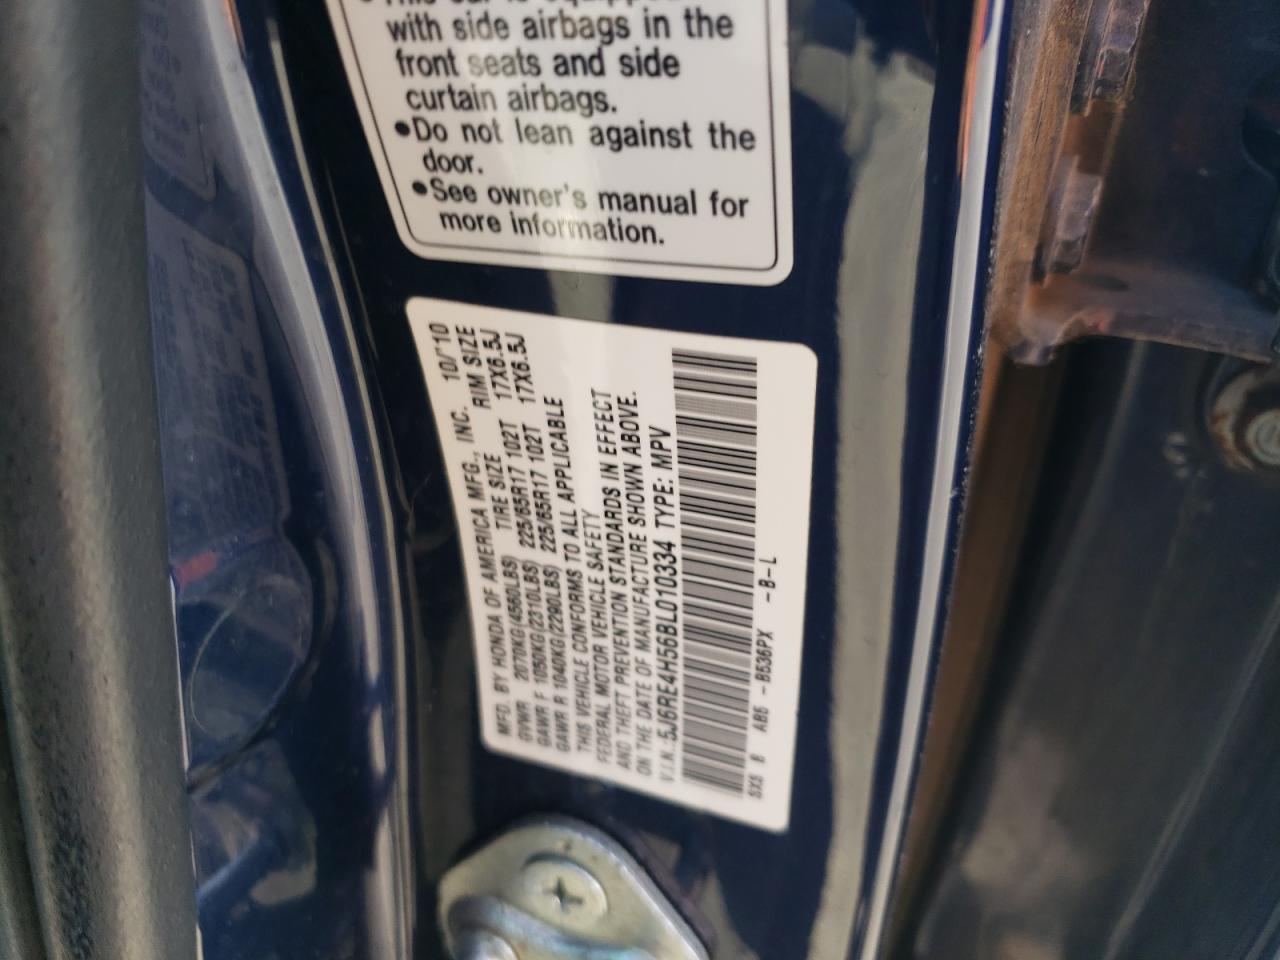 with side airbags in the
front seats and side
curtain airbags.
•Do not lean against the
door.
•See owner's manual for
more information.
MFD. BY HONDA OF AMERICA MFG., INC. 10/'10
GVWR 2070KG(4560LBS) TIRE SIZE RIM SIZE
GAWR F 1050KG(2310LBS) 225/65R17 102T 17X6.5J
GAWR R 1040KG(2290LBS) 225/65R17 102T 17X6.5J
THIS VEHICLE CONFORMS TO ALL APPLICABLE
FEDERAL MOTOR VEHICLE SAFETY
AND THEFT PREVENTION STANDARDS IN EFFECT
ON THE DATE OF MANUFACTURE SHOWN ABOVE.
V.I.N.:5J6RE4H56BL010334 TYPE: MPV
SXS B AB5 -B536PX -B-L